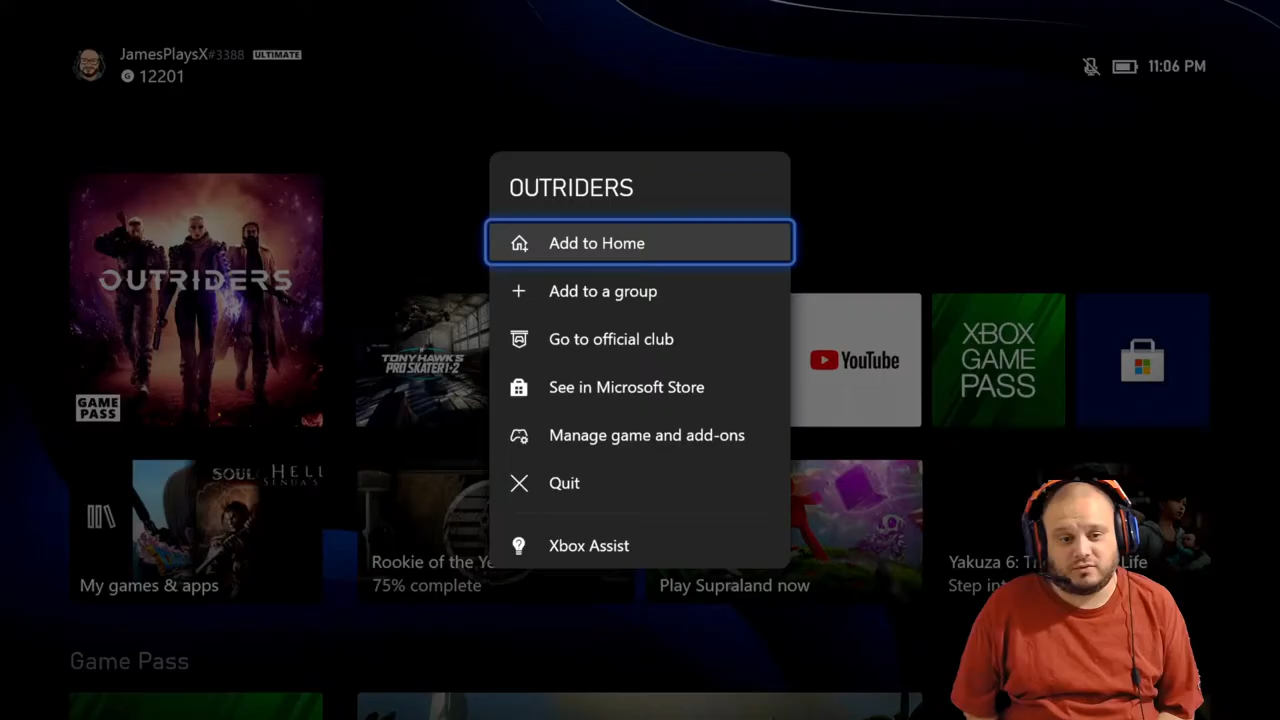 JamesPlaysX#3388 ULTIMATE
G 12201
11:06 PM
OUTRIDERS
Add to Home
Add to a group
Go to official club
See in Microsoft Store
Manage game and add-ons
Quit
Xbox Assist
OUTRIDERS
GAME
PASS
TONY HAWK'S
PRO SKATER 1+2
YouTube
XBOX
GAME
PASS
SOUL
HELL
SENUA'S
My games & apps
Rookie of the Ye
75% complete
Play Supraland now
Yakuza 6: T
Life
Step int
Game Pass